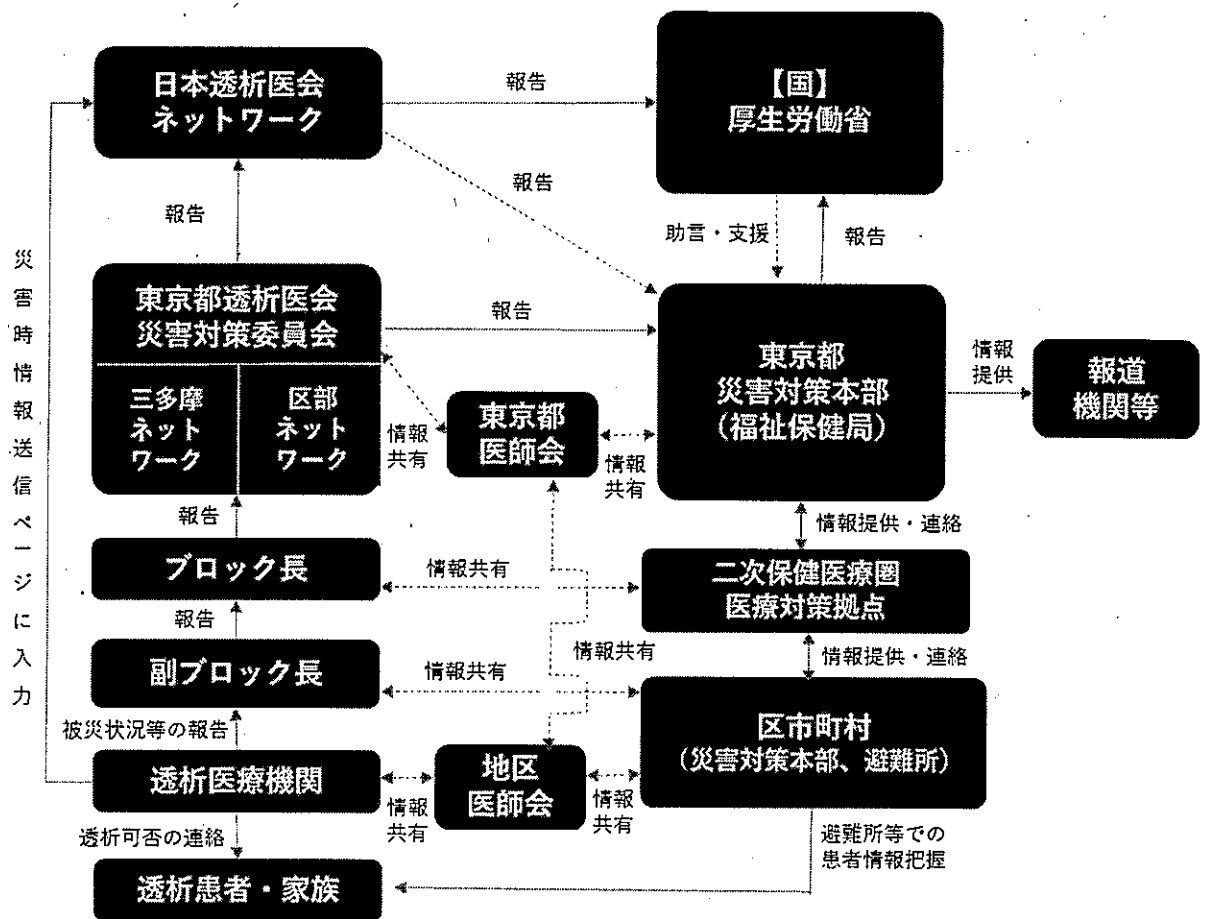 日本透析医会
ネットワーク
報告
【国】
厚生労働省
報告
報告
助言・支援
報告
災害時情報送信ページに入力
東京都透析医会
災害対策委員会
三多摩
ネット
ワーク
区部
ネット
ワーク
報告
情報
共有
東京都
医師会
情報
共有
東京都
災害対策本部
(福祉保健局)
情報
提供
報道
機関等
報告
情報提供・連絡
ブロック長
情報共有
二次保健医療圏
医療対策拠点
報告
情報共有
情報提供・連絡
副ブロック長
情報共有
区市町村
(災害対策本部、避難所)
被災状況等の報告
透析医療機関
情報
共有
地区
医師会
情報
共有
透析可否の連絡
避難所等での
患者情報把握
透析患者・家族